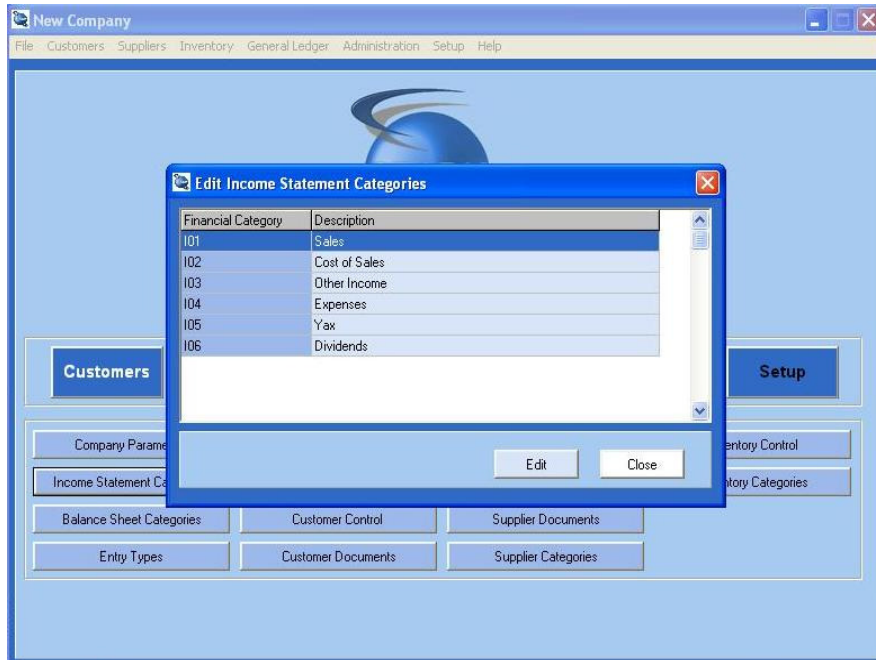 New Company
File Customers Suppliers Inventory General Ledger Administration Setup Help
Edit Income Statement Categories
Financial Category Description
I01 Sales
I02 Cost of Sales
I03 Other Income
I04 Expenses
I05 Yax
I06 Dividends
Edit Close
Customers Setup
Company Parame entory Control
Income Statement Ca ntory Categories
Balance Sheet Categories Customer Control Supplier Documents
Entry Types Customer Documents Supplier Categories